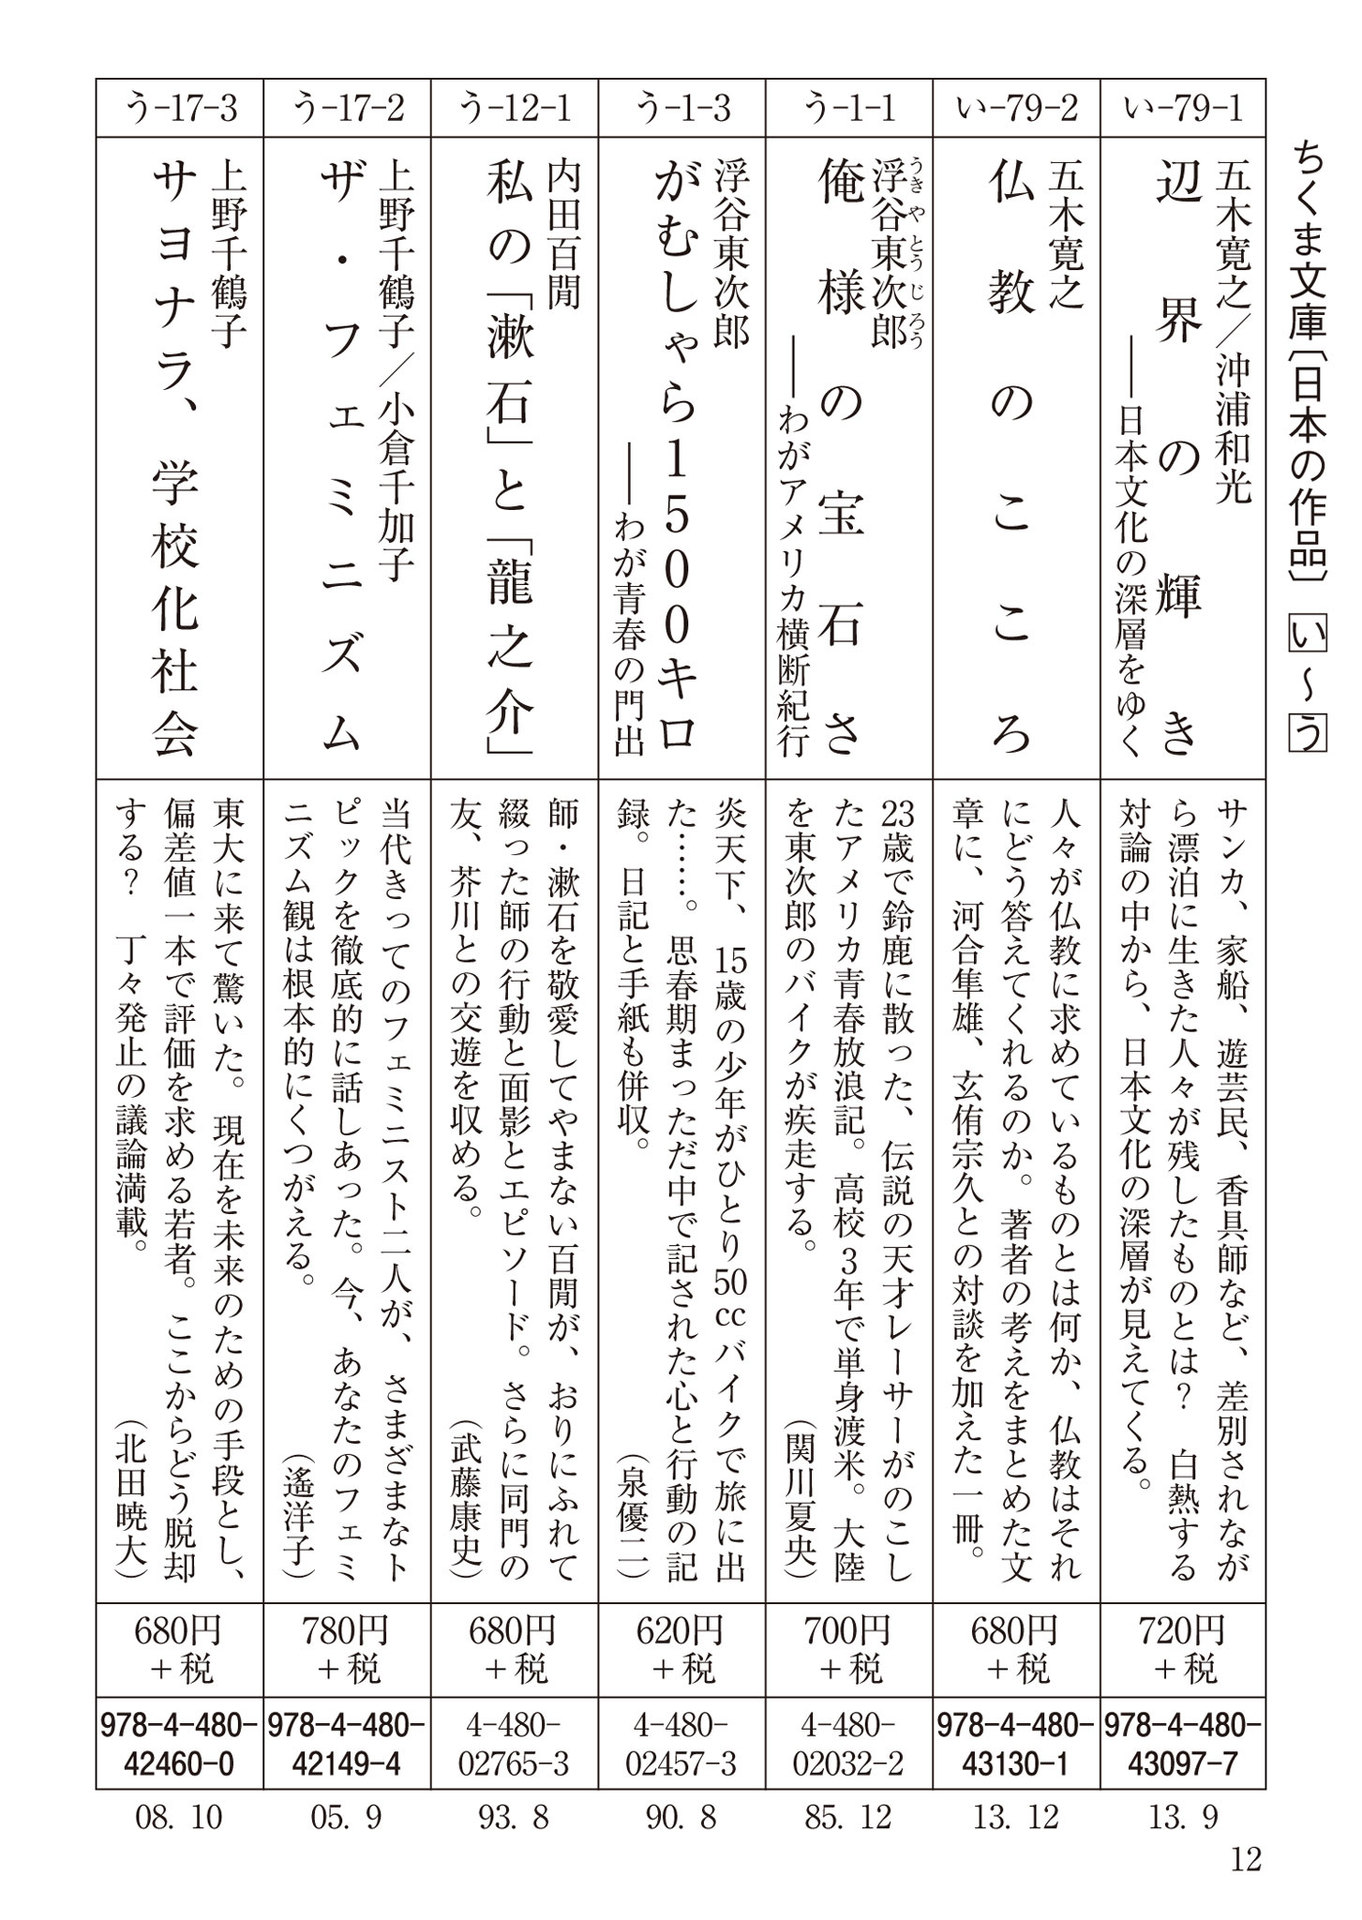 ちくま文庫〔日本の作品〕 い〜う
い-79-1
五木寛之／沖浦和光
辺界の輝き
――日本文化の深層をゆく
サンカ、家船、遊芸民、香具師など、差別されなが
ら漂泊に生きた人々が残したものとは？　白熱する
対論の中から、日本文化の深層が見えてくる。
720円
＋税
978-4-480-
43097-7
13. 9
い-79-2
五木寛之
仏教のこころ
人々が仏教に求めているものとは何か、仏教はそれ
にどう答えてくれるのか。著者の考えをまとめた文
章に、河合隼雄、玄侑宗久との対談を加えた一冊。
680円
＋税
978-4-480-
43130-1
13. 12
う-1-1
浮谷東次郎
うきやとうじろう
俺様の宝石さ
――わがアメリカ横断紀行
23歳で鈴鹿に散った、伝説の天才レーサーがのこし
たアメリカ青春放浪記。高校3年で単身渡米。大陸
を東次郎のバイクが疾走する。
（関川夏央）
700円
＋税
4-480-
02032-2
85. 12
う-1-3
浮谷東次郎
がむしゃら1500キロ
――わが青春の門出
炎天下、15歳の少年がひとり50ccバイクで旅に出
た……。思春期まっただ中で記された心と行動の記
録。日記と手紙も併収。
（泉優二）
620円
＋税
4-480-
02457-3
90. 8
う-12-1
内田百閒
私の「漱石」と「龍之介」
師・漱石を敬愛してやまない百閒が、おりにふれて
綴った師の行動と面影とエピソード。さらに同門の
友、芥川との交遊を収める。
（武藤康史）
680円
＋税
4-480-
02765-3
93. 8
う-17-2
上野千鶴子／小倉千加子
ザ・フェミニズム
当代きってのフェミニスト二人が、さまざまなト
ピックを徹底的に話しあった。今、あなたのフェミ
ニズム観は根本的にくつがえる。
（遙洋子）
780円
＋税
978-4-480-
42149-4
05. 9
う-17-3
上野千鶴子
サヨナラ、学校化社会
東大に来て驚いた。現在を未来のための手段とし、
偏差値一本で評価を求める若者。ここからどう脱却
する？　丁々発止の議論満載。
（北田暁大）
680円
＋税
978-4-480-
42460-0
08. 10
12